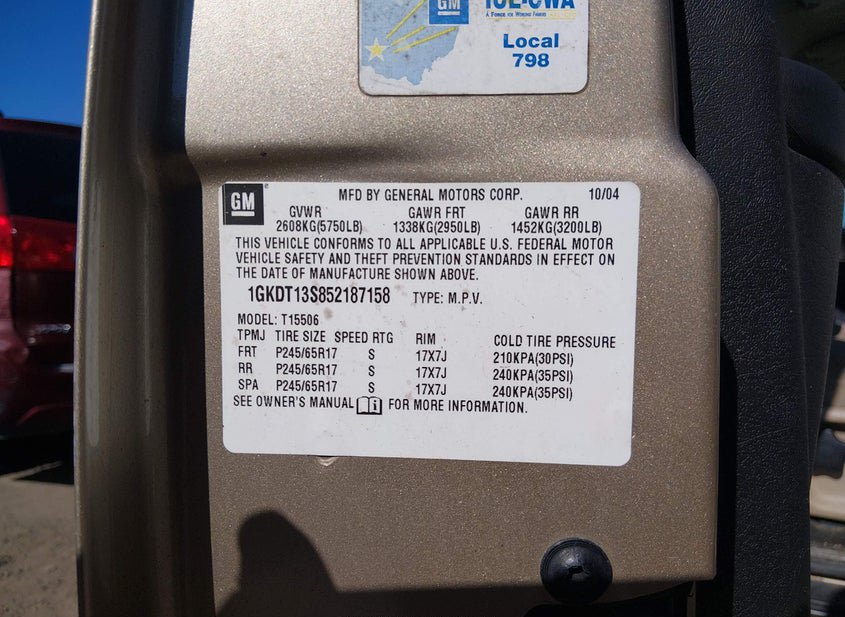 GM
IUE-CWA
A FORCE FOR WORKING FAMILIES
Local
798
GM
MFD BY GENERAL MOTORS CORP. 10/04
GVWR GAWR FRT GAWR RR
2608KG(5750LB) 1338KG(2950LB) 1452KG(3200LB)
THIS VEHICLE CONFORMS TO ALL APPLICABLE U.S. FEDERAL MOTOR
VEHICLE SAFETY AND THEFT PREVENTION STANDARDS IN EFFECT ON
THE DATE OF MANUFACTURE SHOWN ABOVE.
1GKDT13S852187158 TYPE: M.P.V.
MODEL: T15506
TPMJ TIRE SIZE SPEED RTG RIM COLD TIRE PRESSURE
FRT P245/65R17 S 17X7J 210KPA(30PSI)
RR P245/65R17 S 17X7J 240KPA(35PSI)
SPA P245/65R17 S 17X7J 240KPA(35PSI)
SEE OWNER'S MANUAL FOR MORE INFORMATION.